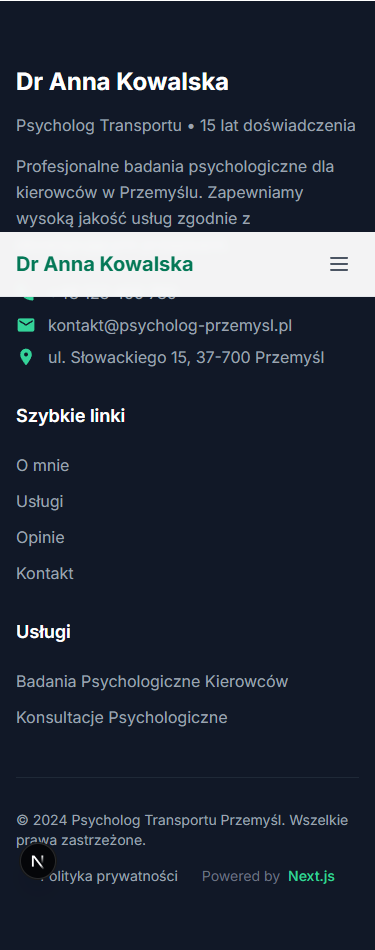 Dr Anna Kowalska
Psycholog Transportu • 15 lat doświadczenia
Profesjonalne badania psychologiczne dla
kierowców w Przemyślu. Zapewniamy
wysoką jakość usług zgodnie z
Dr Anna Kowalska
kontakt@psycholog-przemysl.pl
ul. Słowackiego 15, 37-700 Przemyśl
Szybkie linki
O mnie
Usługi
Opinie
Kontakt
Usługi
Badania Psychologiczne Kierowców
Konsultacje Psychologiczne
© 2024 Psycholog Transportu Przemyśl. Wszelkie
prawa zastrzeżone.
N
olityka prywatności Powered by Next.js